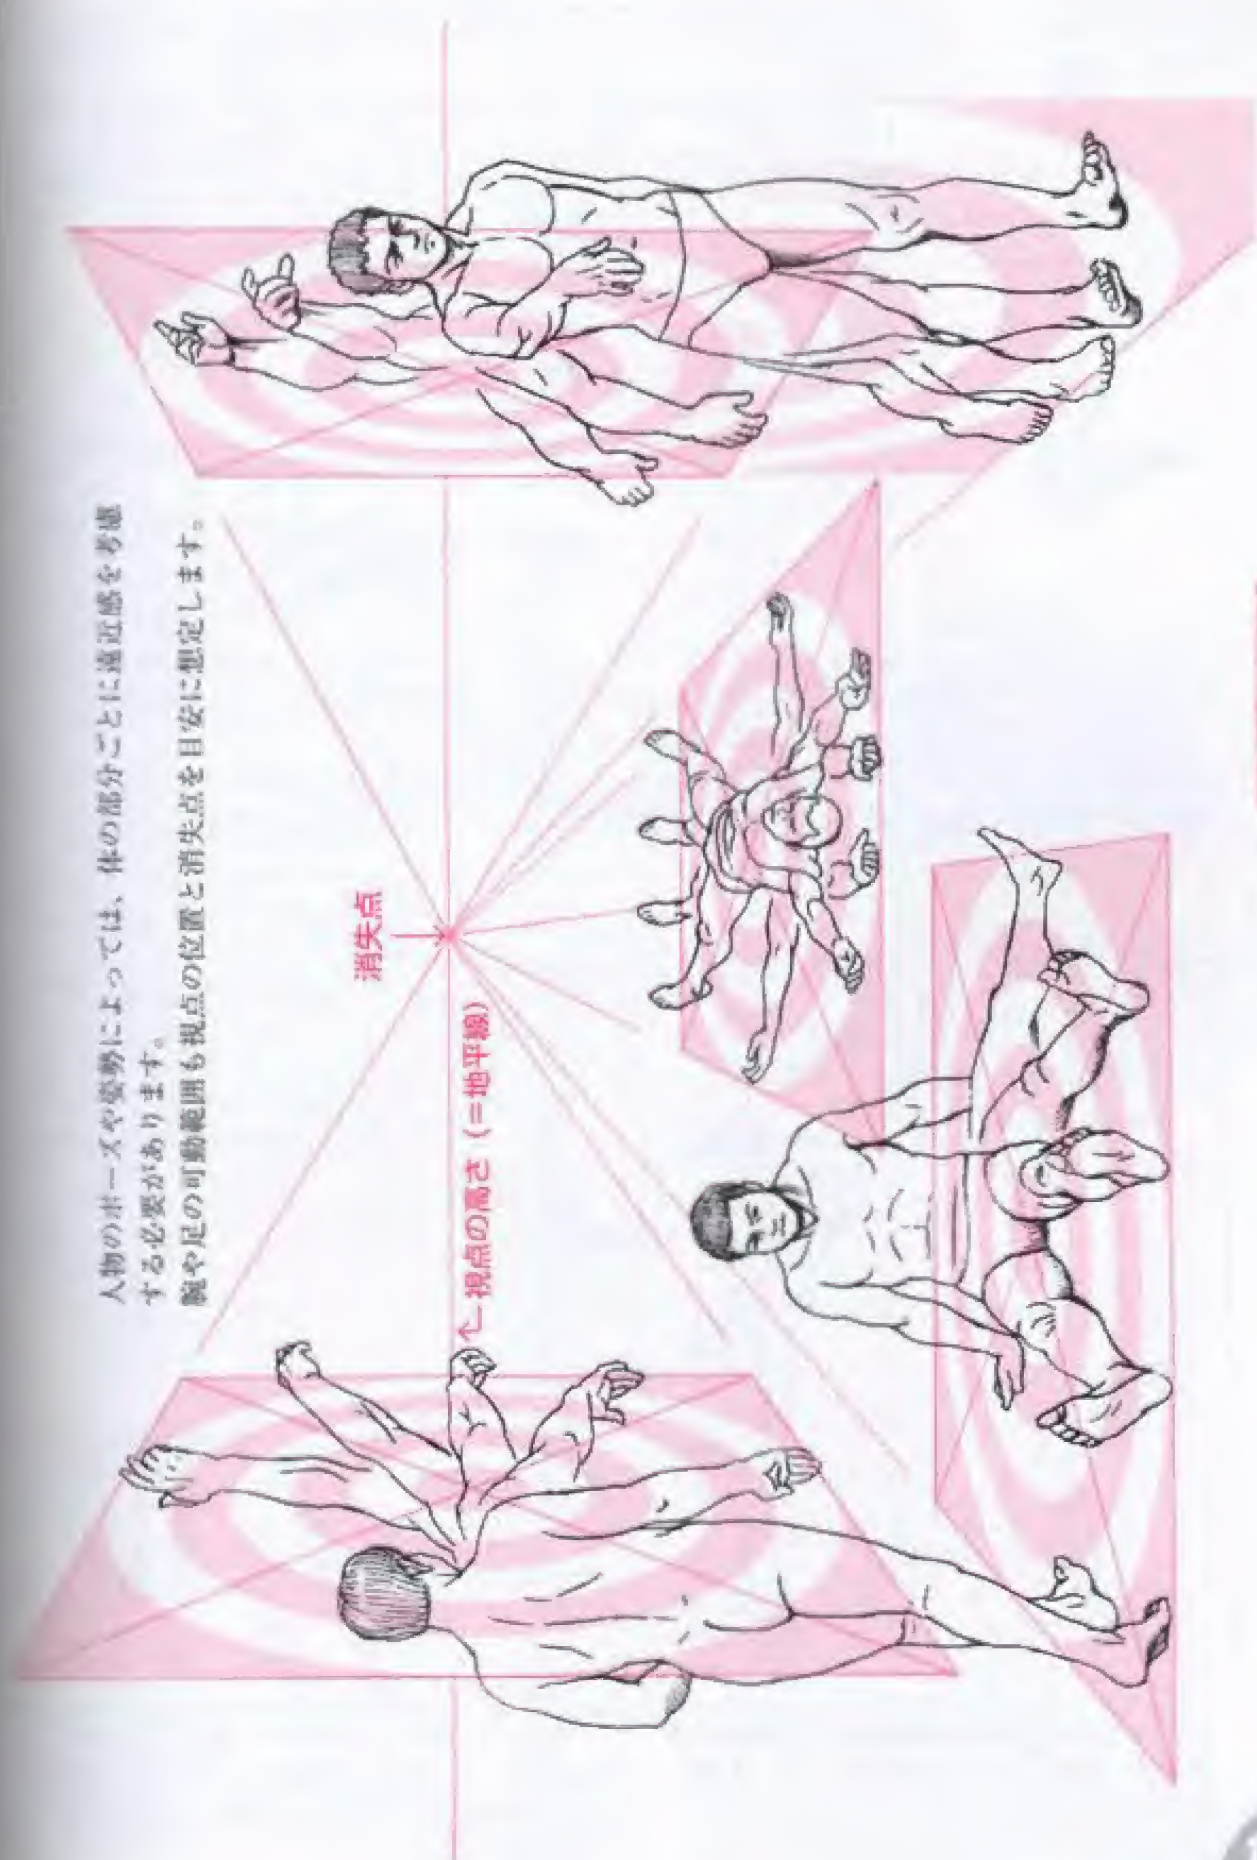 人物のポーズや姿勢によっては、体の部分ごとに遠近感を考慮
する必要があります。
腕や足の可動範囲も視点の位置と消失点を目安に想定します。
消失点
↑視点の高さ(=地平線)